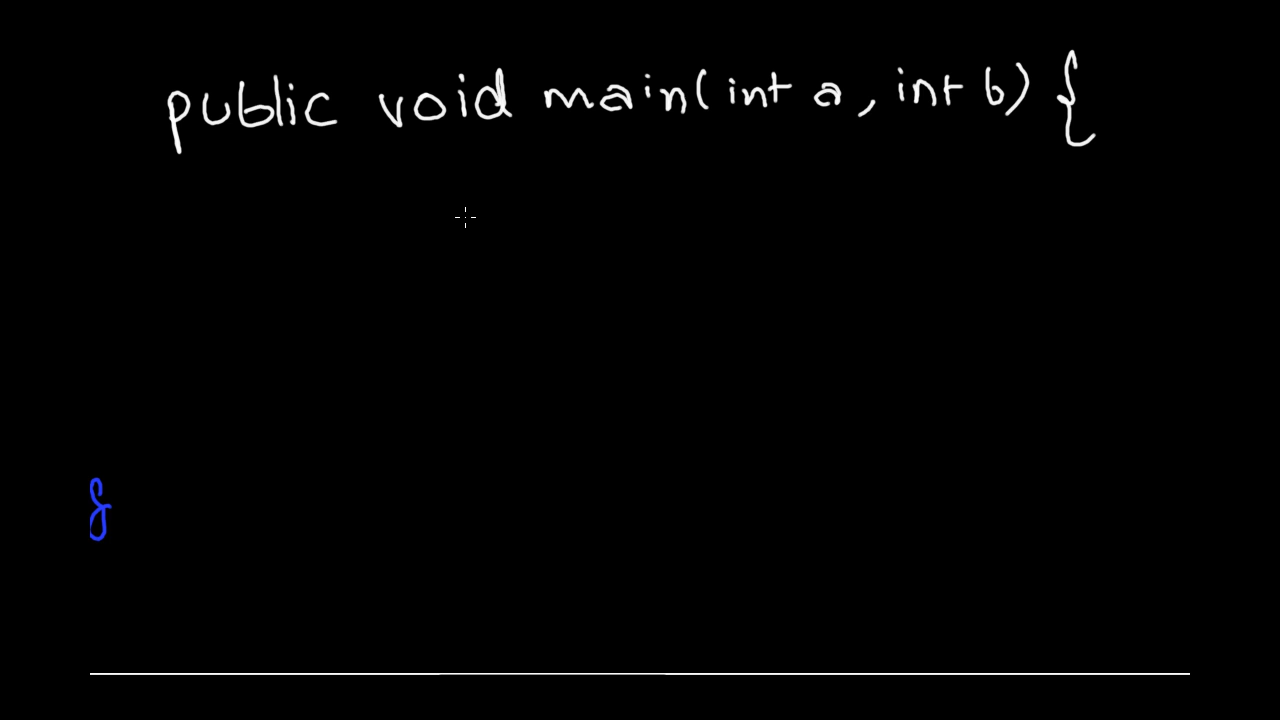 public void main(int a, int b) {